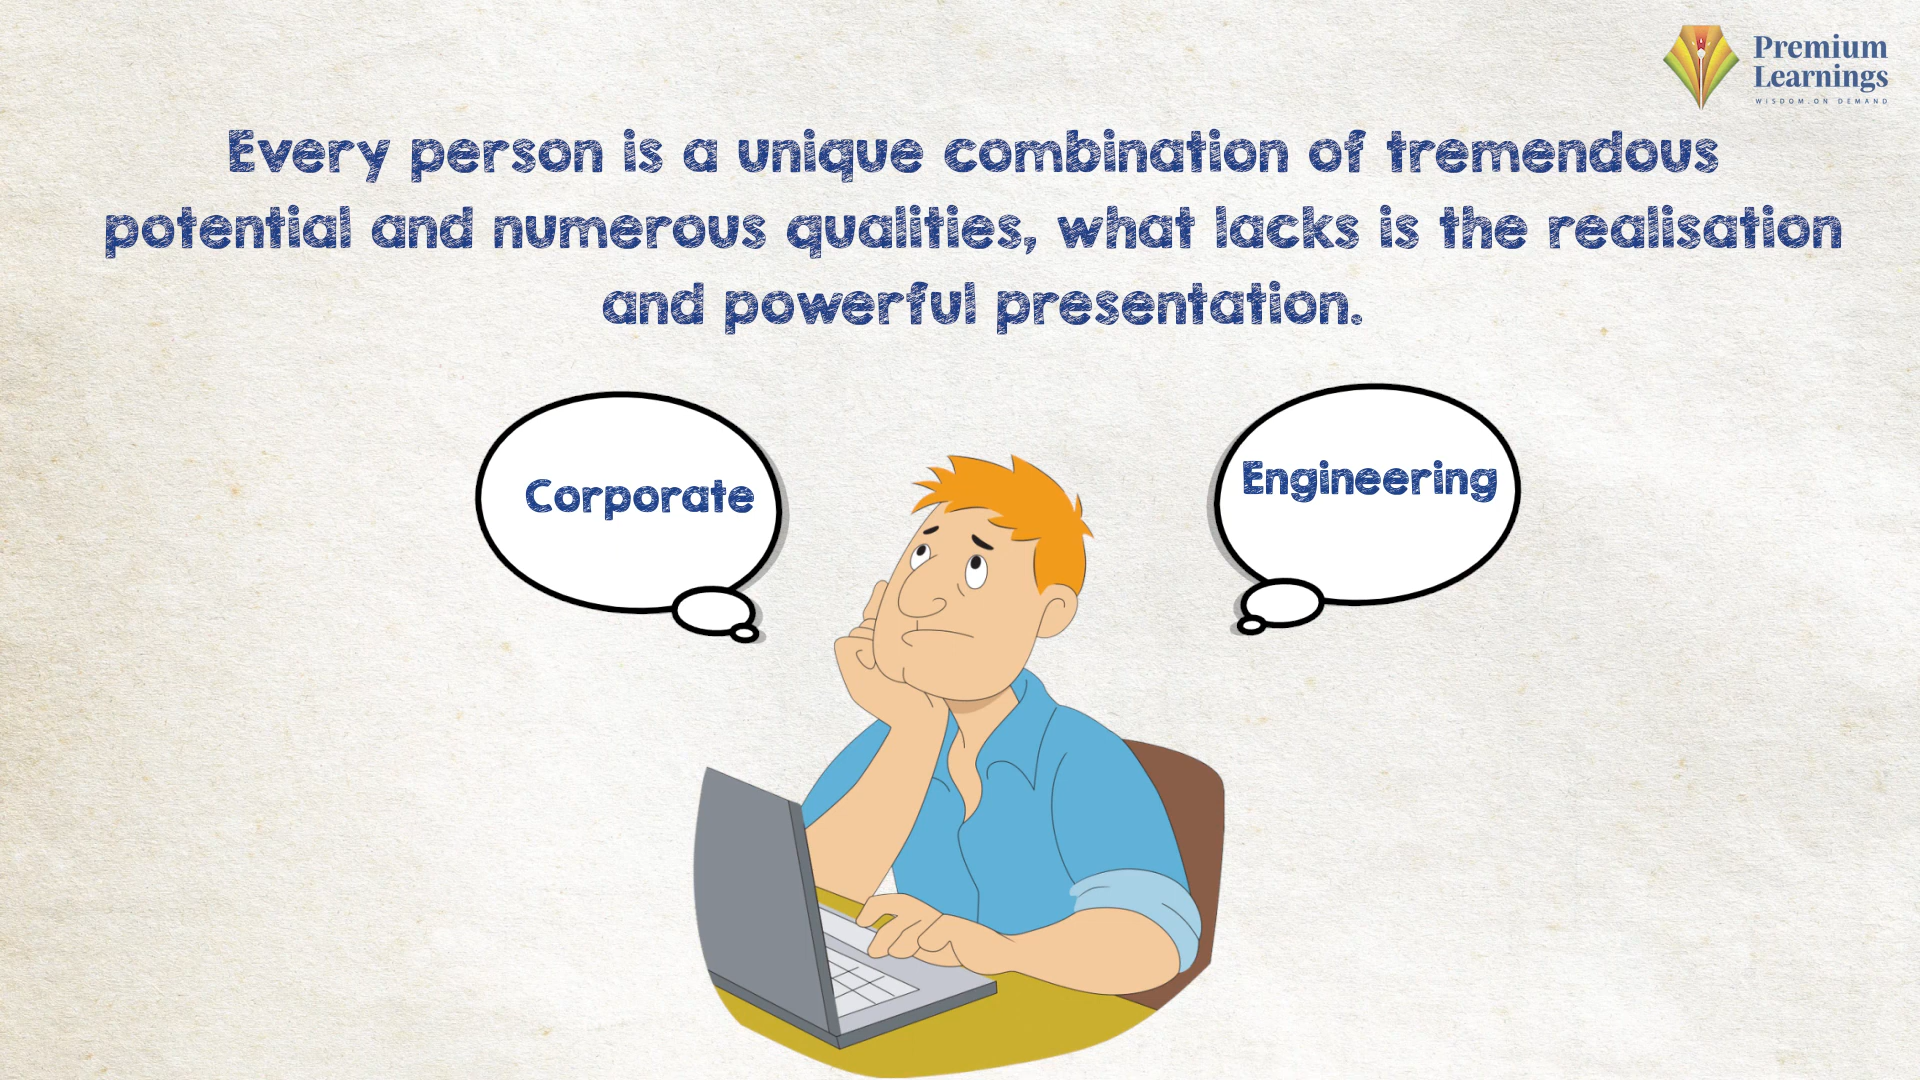 Premium
Learnings
WISDOM.ON DEMAND
Every person is a unique combination of tremendous
potential and numerous qualities, what lacks is the realisation
and powerful presentation.
Corporate
Engineering